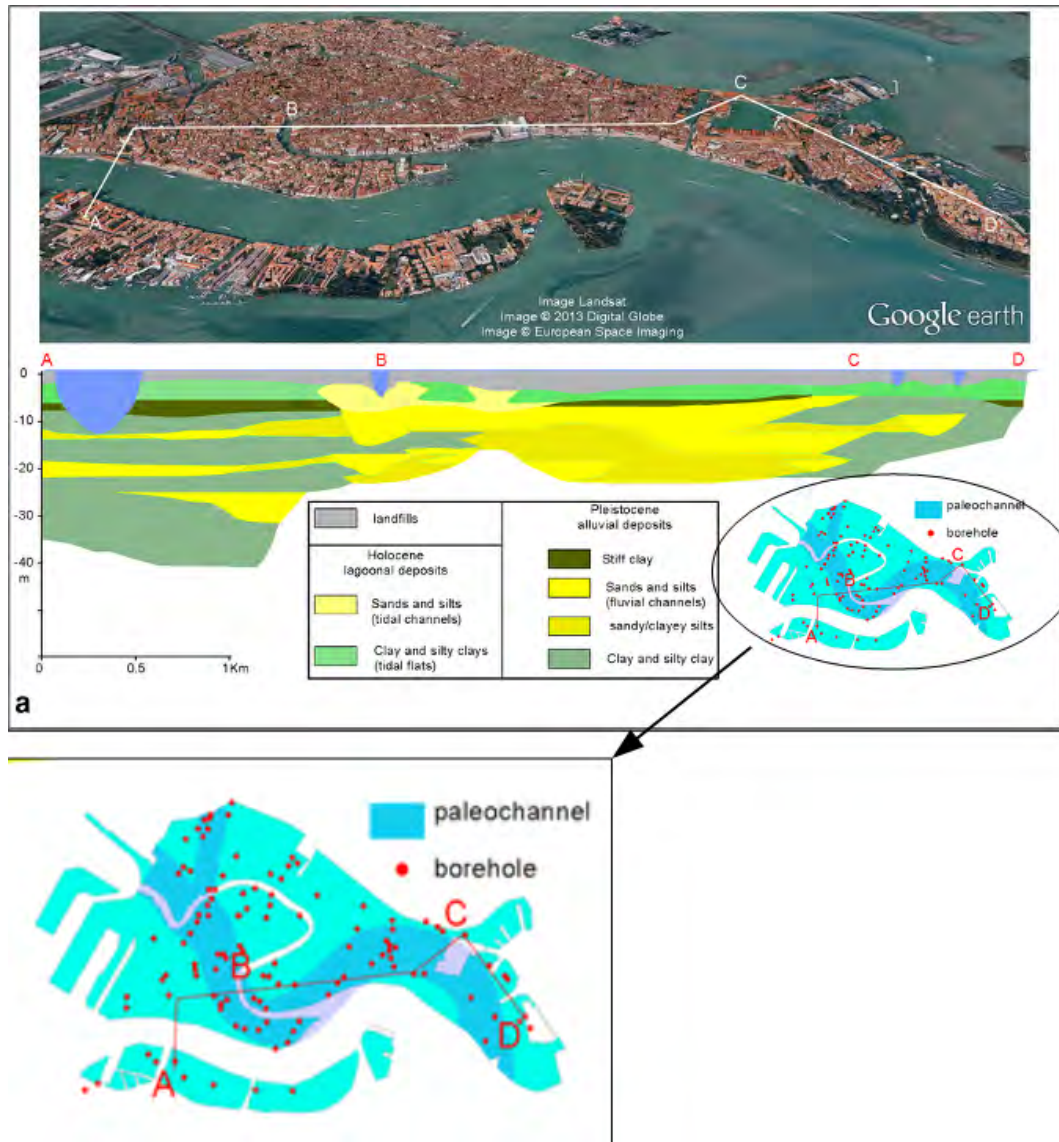 B
C
A
D
Image Landsat
Image © 2013 Digital Globe
Image © European Space Imaging
Google earth
A B C D
0
-10
-20
-30
-40
m
0 0.5 1Km
landfills
Holocene
lagoonal deposits
Sands and silts
(tidal channels)
Clay and silty clays
(tidal flats)
Pleistocene
alluvial deposits
Stiff clay
Sands and silts
(fluvial channels)
sandy/clayey silts
Clay and silty clay
paleochannel
borehole
C
B
A
D
a
paleochannel
borehole
C
B
D
A